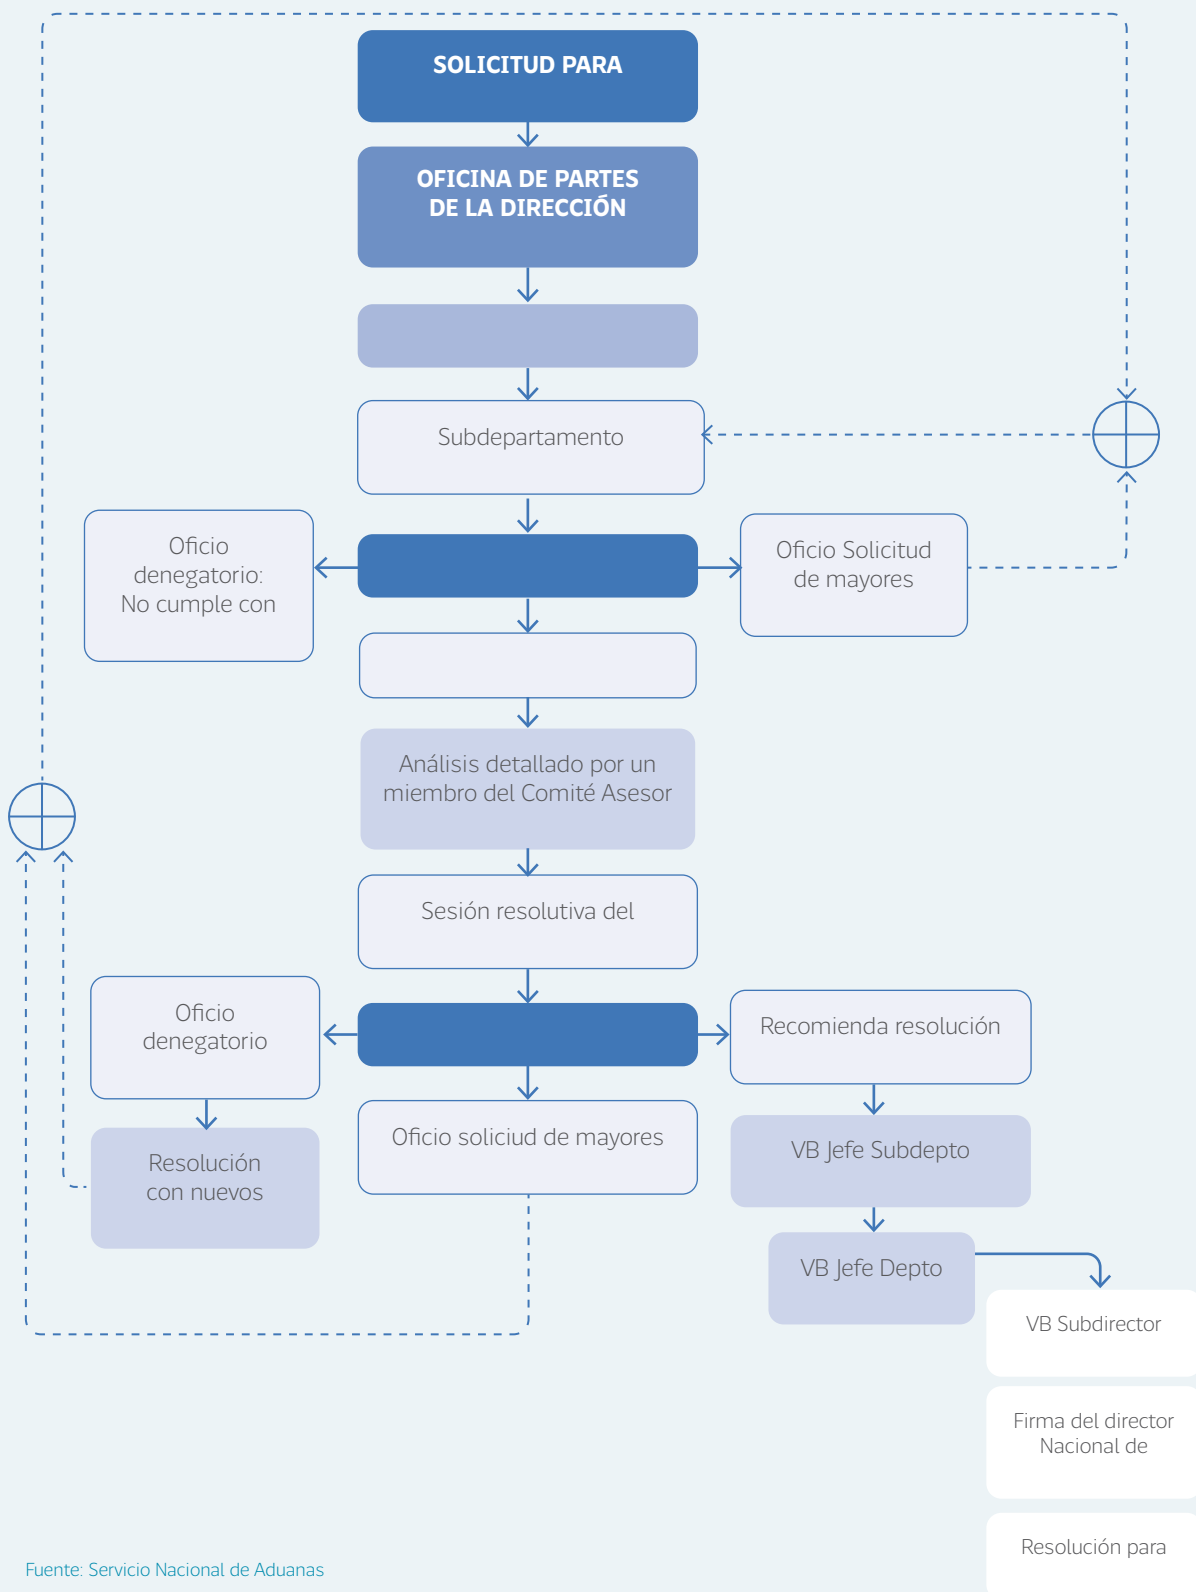 SOLICITUD PARA
OFICINA DE PARTES
DE LA DIRECCIÓN
Subdepartamento
Oficio
denegatorio:
No cumple con
Oficio Solicitud
de mayores
Análisis detallado por un
miembro del Comité Asesor
Sesión resolutiva del
Oficio
denegatorio
Recomienda resolución
Oficio soliciud de mayores
Resolución
con nuevos
VB Jefe Subdepto
VB Jefe Depto
VB Subdirector
Firma del director
Nacional de
Resolución para
Fuente: Servicio Nacional de Aduanas